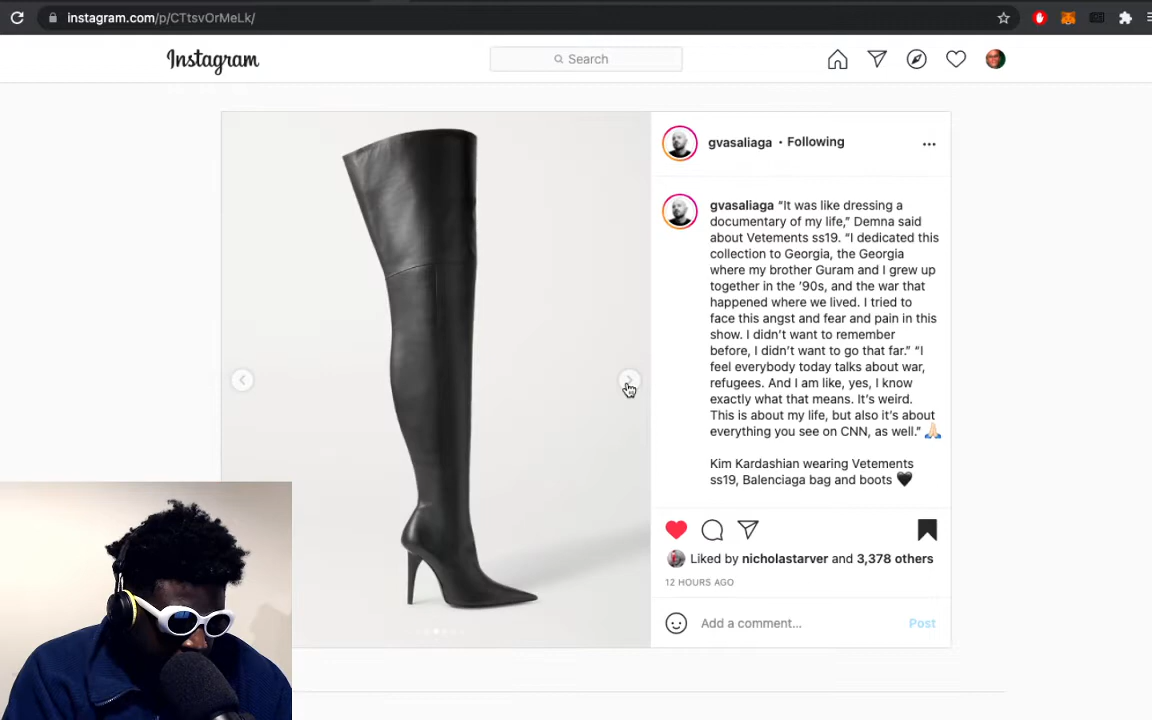 instagram.com/p/CTtsvOrMeLk/
Instagram
Search
gvasaliaga • Following
gvasaliaga “It was like dressing a
documentary of my life,” Demna said
about Vetements ss19. “I dedicated this
collection to Georgia, the Georgia
where my brother Guram and I grew up
together in the ’90s, and the war that
happened where we lived. I tried to
face this angst and fear and pain in this
show. I didn’t want to remember
before, I didn’t want to go that far.” “I
feel everybody today talks about war,
refugees. And I am like, yes, I know
exactly what that means. It’s weird.
This is about my life, but also it’s about
everything you see on CNN, as well.” 🙏🏻
Kim Kardashian wearing Vetements
ss19, Balenciaga bag and boots 🖤
Liked by nicholastarver and 3,378 others
12 HOURS AGO
Add a comment...
Post